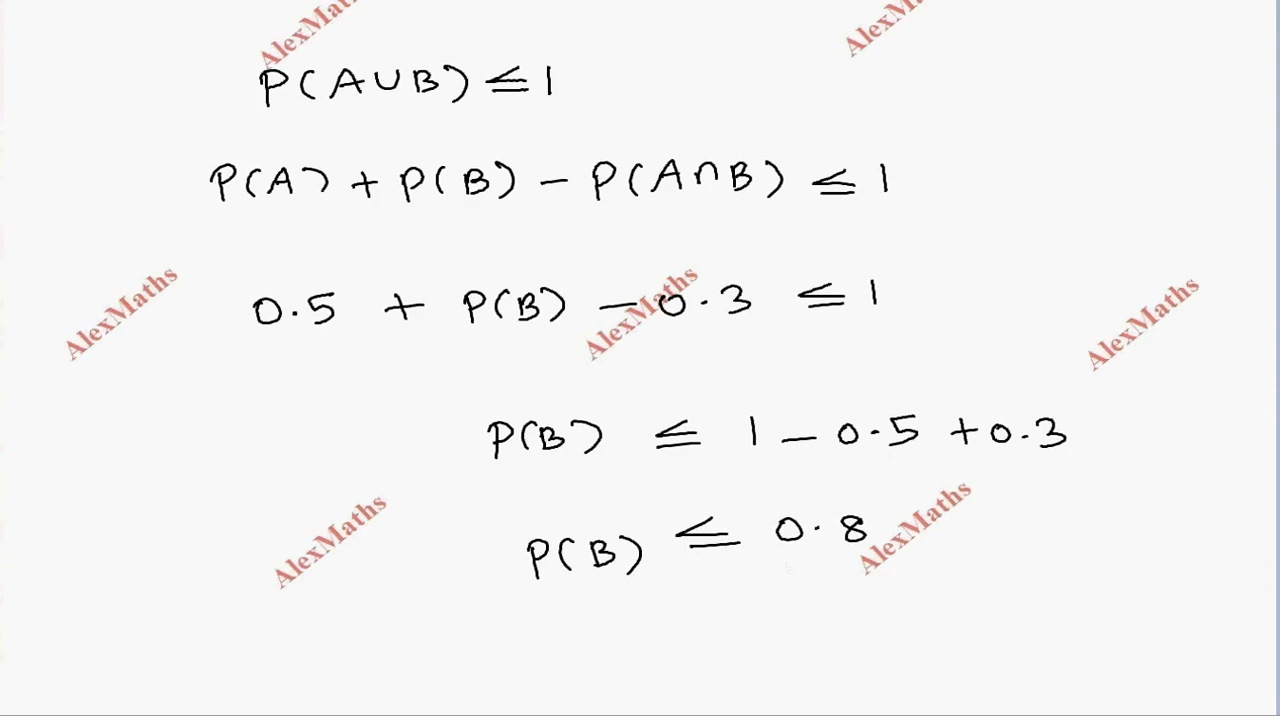 AlexMaths
AlexMaths
P(A∪B) ≤ 1
P(A) + P(B) − P(A∩B) ≤ 1
AlexMaths
AlexMaths
AlexMaths
0.5 + P(B) − 0.3 ≤ 1
P(B) ≤ 1 − 0.5 + 0.3
AlexMaths
AlexMaths
P(B) ≤ 0.8